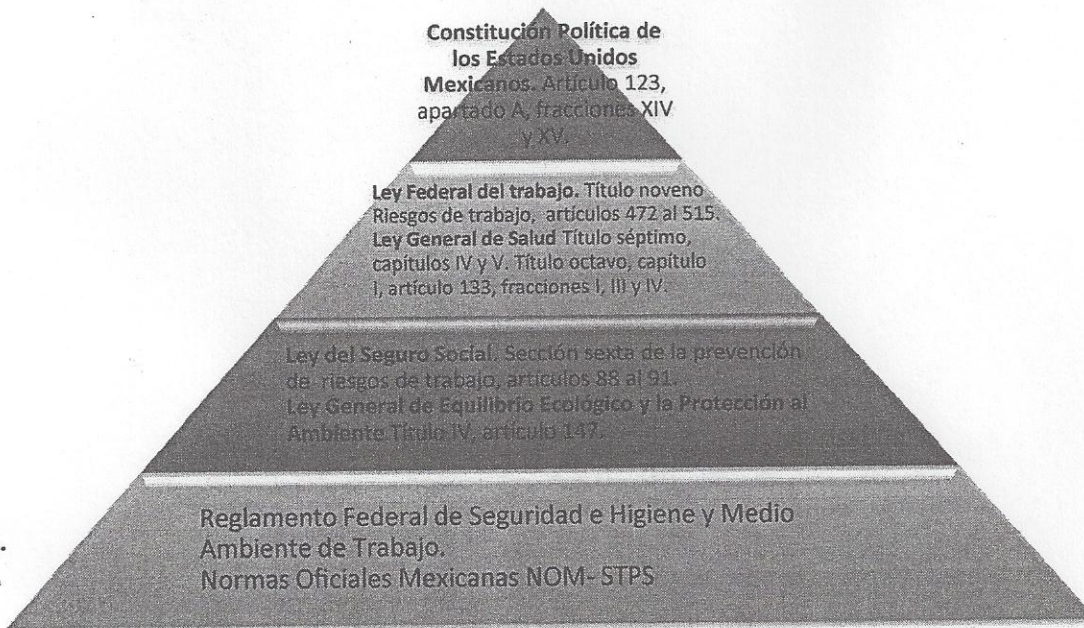 Constitución Política de
los Estados Unidos
Mexicanos. Artículo 123,
apartado A, fracciones XIV
y XV.
Ley Federal del trabajo. Título noveno
Riesgos de trabajo, artículos 472 al 515.
Ley General de Salud Título séptimo,
capítulos IV y V. Título octavo, capítulo
I, artículo 133, fracciones I, III y IV.
Ley del Seguro Social. Sección sexta de la prevención
de riesgos de trabajo, artículos 88 al 91.
Ley General de Equilibrio Ecológico y la Protección al
Ambiente Título IV, artículo 147.
Reglamento Federal de Seguridad e Higiene y Medio
Ambiente de Trabajo.
Normas Oficiales Mexicanas NOM- STPS